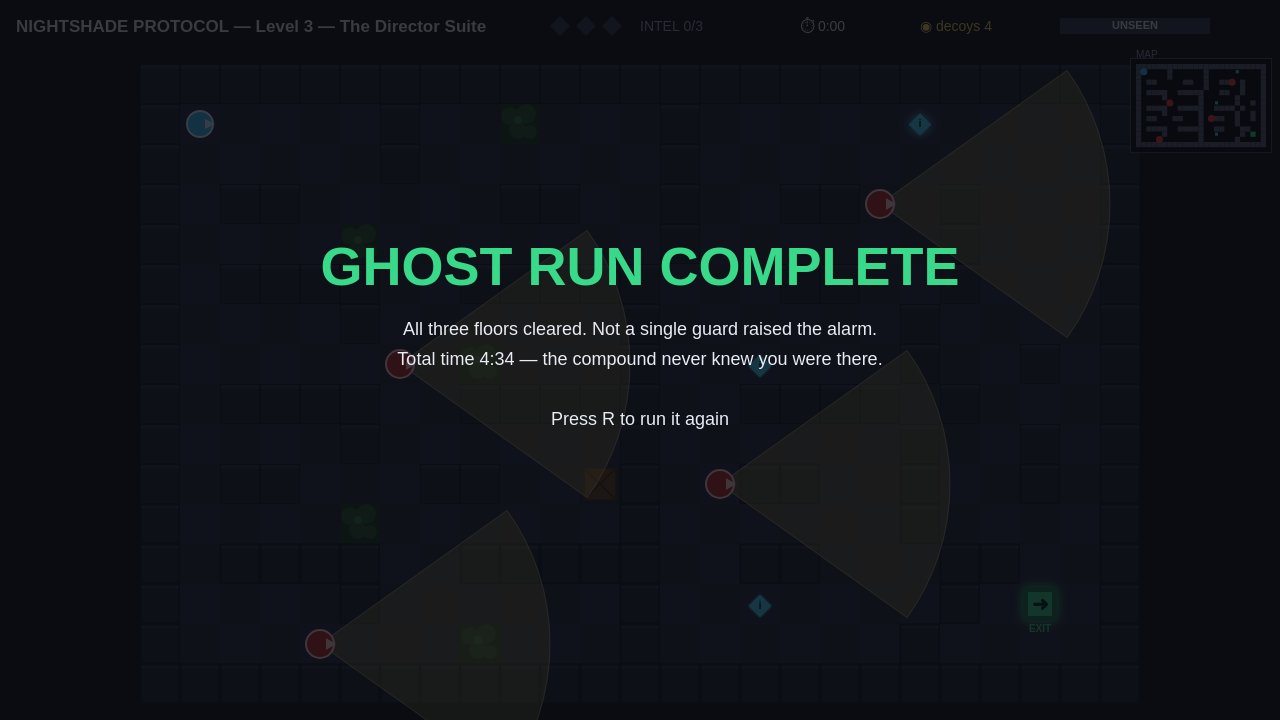 NIGHTSHADE PROTOCOL — Level 3 — The Director Suite
INTEL 0/3
0:00
decoys 4
UNSEEN
MAP
i
GHOST RUN COMPLETE
All three floors cleared. Not a single guard raised the alarm.
Total time 4:34 — the compound never knew you were there.
Press R to run it again
i
EXIT